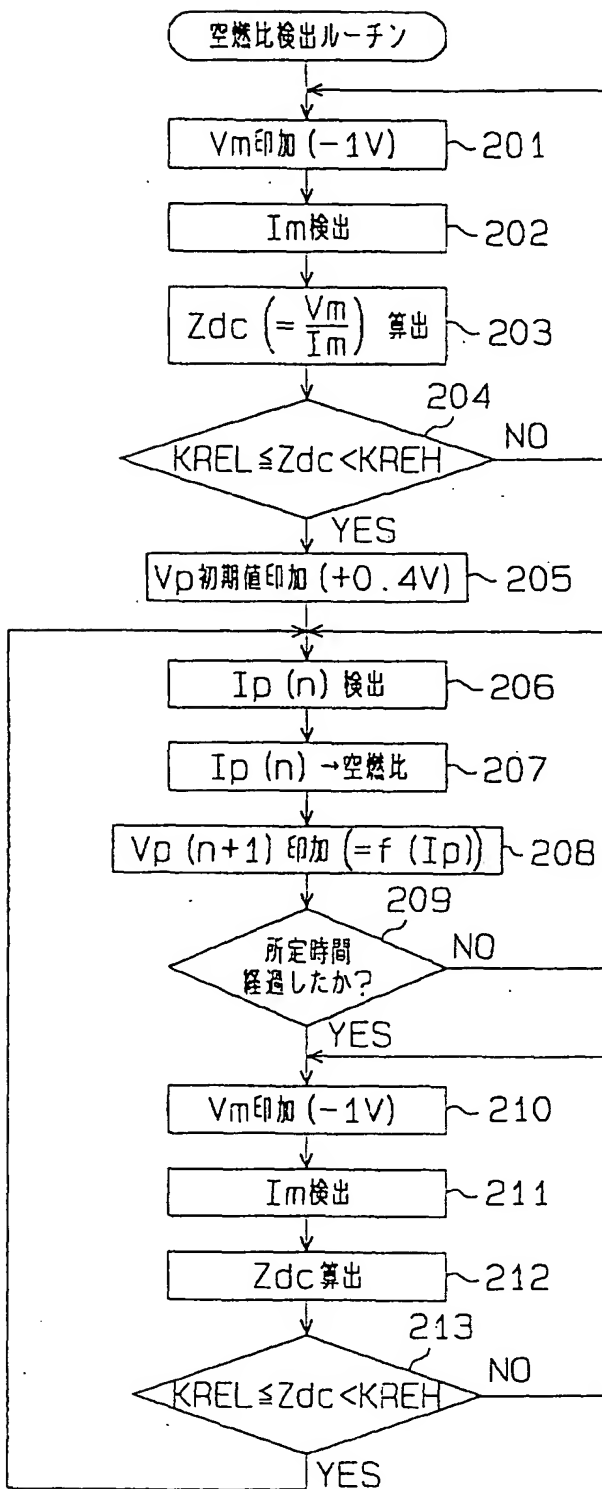 空燃比検出ルーチン
Vm印加(-1V)
201
Im検出
202
Zdc(=Vm/Im)算出
203
204
KREL≦Zdc<KREH
NO
YES
Vp初期値印加(+0.4V)
205
Ip(n)検出
206
Ip(n)→空燃比
207
Vp(n+1)印加(=f(Ip))
208
209
所定時間
経過したか?
NO
YES
Vm印加(-1V)
210
Im検出
211
Zdc算出
212
213
KREL≦Zdc<KREH
NO
YES